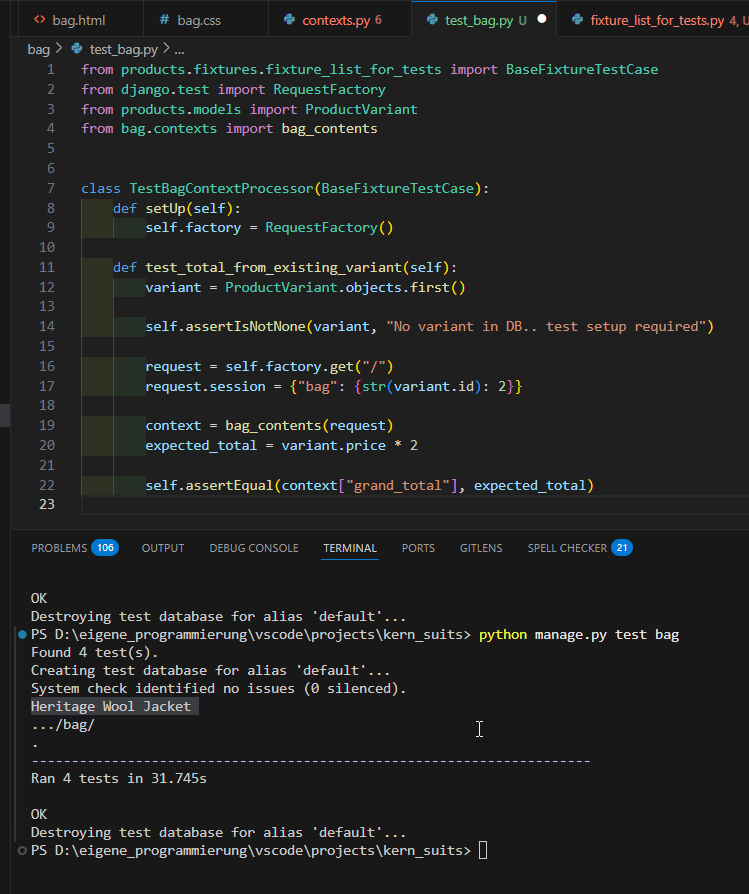 <> bag.html # bag.css contexts.py 6 test_bag.py U ● fixture_list_for_tests.py 4, U
bag > test_bag.py > ...
1 from products.fixtures.fixture_list_for_tests import BaseFixtureTestCase
2 from django.test import RequestFactory
3 from products.models import ProductVariant
4 from bag.contexts import bag_contents
5
6
7 class TestBagContextProcessor(BaseFixtureTestCase):
8 def setUp(self):
9 self.factory = RequestFactory()
10
11 def test_total_from_existing_variant(self):
12 variant = ProductVariant.objects.first()
13
14 self.assertIsNotNone(variant, "No variant in DB.. test setup required")
15
16 request = self.factory.get("/")
17 request.session = {"bag": {str(variant.id): 2}}
18
19 context = bag_contents(request)
20 expected_total = variant.price * 2
21
22 self.assertEqual(context["grand_total"], expected_total)
23
PROBLEMS 106 OUTPUT DEBUG CONSOLE TERMINAL PORTS GITLENS SPELL CHECKER 21
OK
Destroying test database for alias 'default'...
PS D:\eigene_programmierung\vscode\projects\kern_suits> python manage.py test bag
Found 4 test(s).
Creating test database for alias 'default'...
System check identified no issues (0 silenced).
Heritage Wool Jacket
.../bag/
.
----------------------------------------------------------------------
Ran 4 tests in 31.745s
OK
Destroying test database for alias 'default'...
PS D:\eigene_programmierung\vscode\projects\kern_suits>